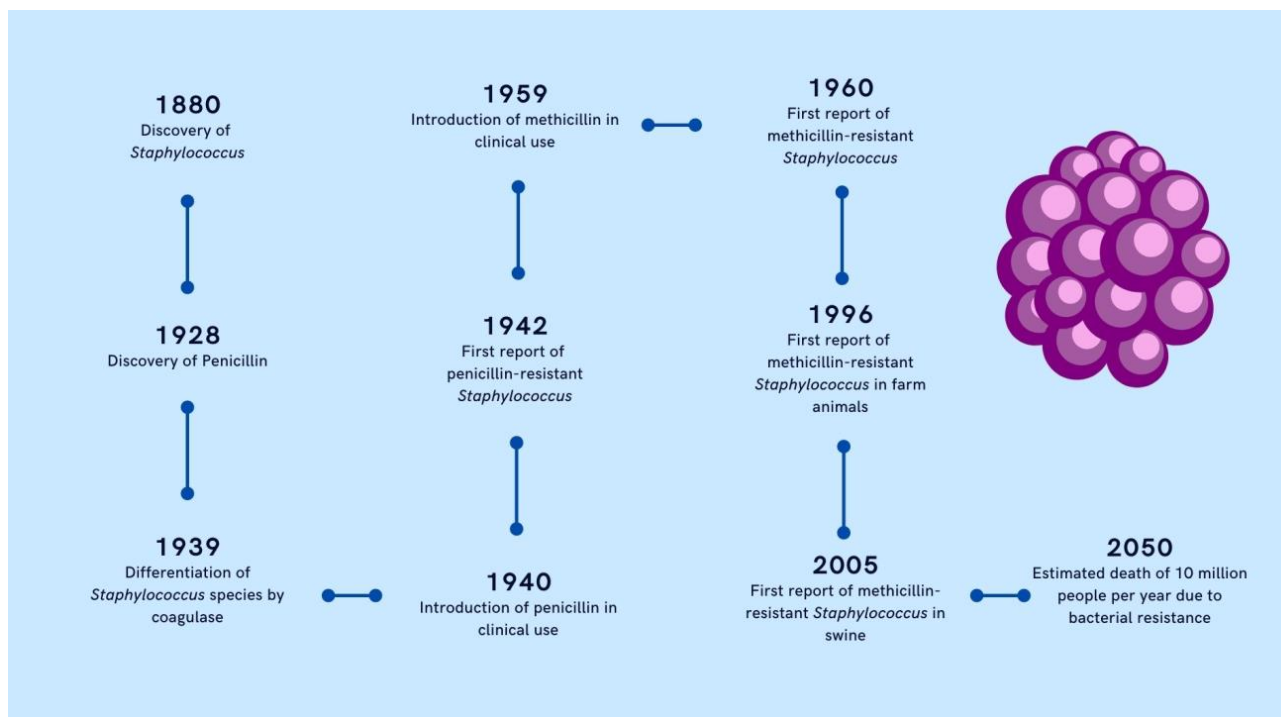 1880
Discovery of
Staphylococcus
1928
Discovery of Penicillin
1939
Differentiation of
Staphylococcus species by
coagulase
1940
Introduction of penicillin in
clinical use
1942
First report of
penicillin-resistant
Staphylococcus
1959
Introduction of methicillin in
clinical use
1960
First report of
methicillin-resistant
Staphylococcus
1996
First report of
methicillin-resistant
Staphylococcus in farm
animals
2005
First report of methicillin-
resistant Staphylococcus in
swine
2050
Estimated death of 10 million
people per year due to
bacterial resistance